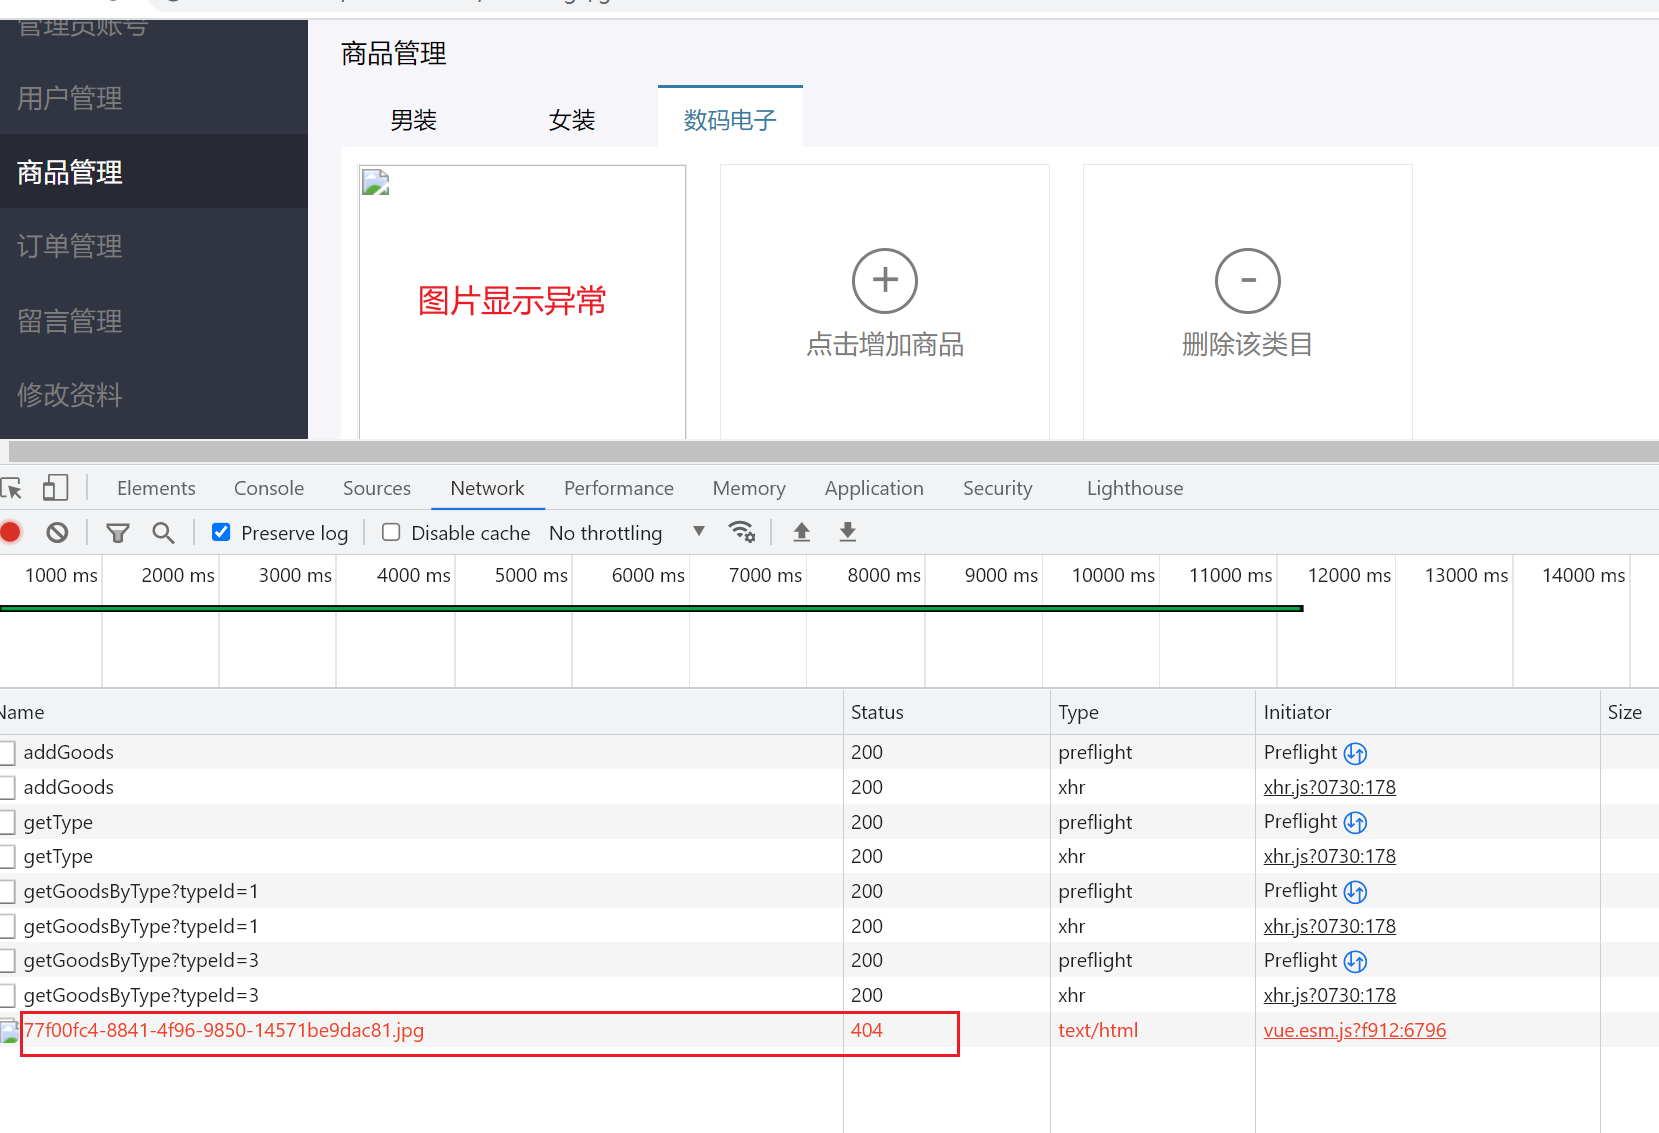 管理员账号
用户管理
商品管理
订单管理
留言管理
修改资料
商品管理
男装 女装 数码电子
图片显示异常
+
点击增加商品
-
删除该类目
Elements Console Sources Network Performance Memory Application Security Lighthouse
Preserve log Disable cache No throttling
1000 ms 2000 ms 3000 ms 4000 ms 5000 ms 6000 ms 7000 ms 8000 ms 9000 ms 10000 ms 11000 ms 12000 ms 13000 ms 14000 ms
Name Status Type Initiator Size
addGoods 200 preflight Preflight
addGoods 200 xhr xhr.js?0730:178
getType 200 preflight Preflight
getType 200 xhr xhr.js?0730:178
getGoodsByType?typeId=1 200 preflight Preflight
getGoodsByType?typeId=1 200 xhr xhr.js?0730:178
getGoodsByType?typeId=3 200 preflight Preflight
getGoodsByType?typeId=3 200 xhr xhr.js?0730:178
77f00fc4-8841-4f96-9850-14571be9dac81.jpg 404 text/html vue.esm.js?f912:6796